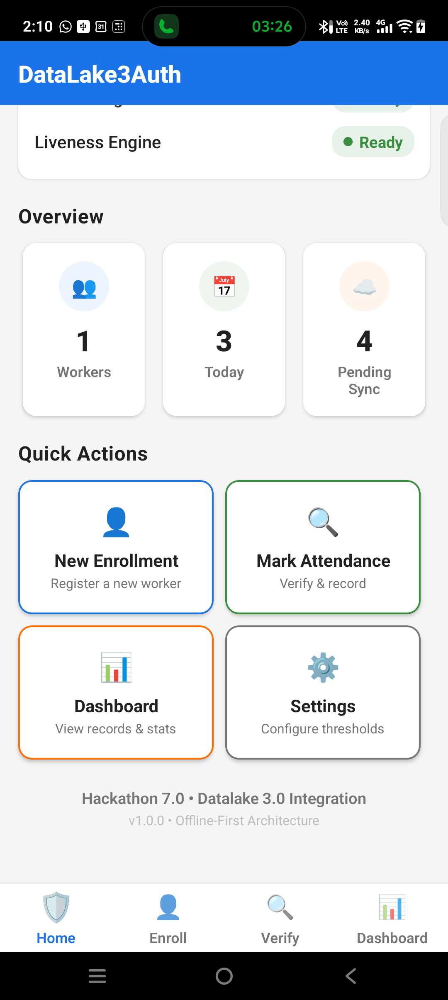 2:10
31
03:26
Vo)
LTE
2.40
KB/s
4G
DataLake3Auth
Liveness Engine
Ready
Overview
July
17
1
Workers
3
Today
4
Pending
Sync
Quick Actions
New Enrollment
Register a new worker
Mark Attendance
Verify & record
Dashboard
View records & stats
Settings
Configure thresholds
Hackathon 7.0 • Datalake 3.0 Integration
v1.0.0 • Offline-First Architecture
Home
Enroll
Verify
Dashboard